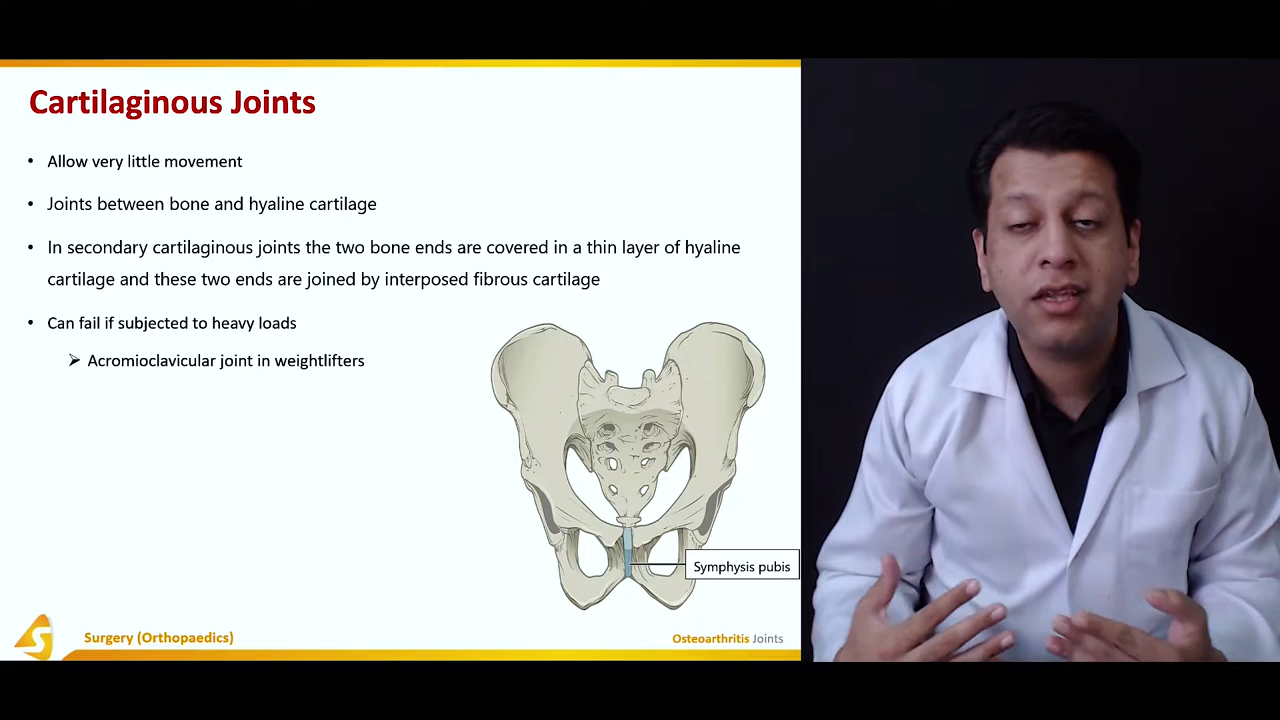 Cartilaginous Joints
• Allow very little movement
• Joints between bone and hyaline cartilage
• In secondary cartilaginous joints the two bone ends are covered in a thin layer of hyaline
cartilage and these two ends are joined by interposed fibrous cartilage
• Can fail if subjected to heavy loads
➢ Acromioclavicular joint in weightlifters
Symphysis pubis
Surgery (Orthopaedics)
Osteoarthritis Joints